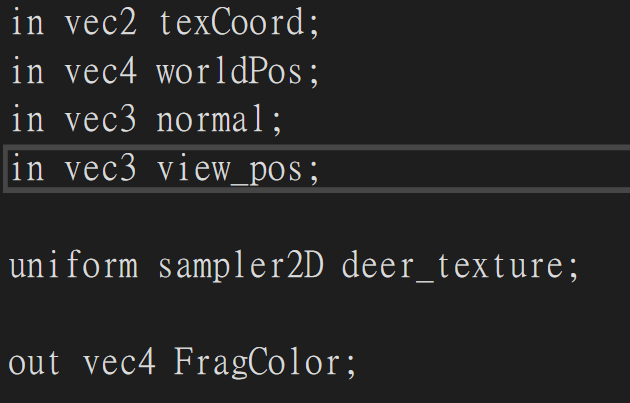 in vec2 texCoord;
in vec4 worldPos;
in vec3 normal;
in vec3 view_pos;
uniform sampler2D deer_texture;
out vec4 FragColor;